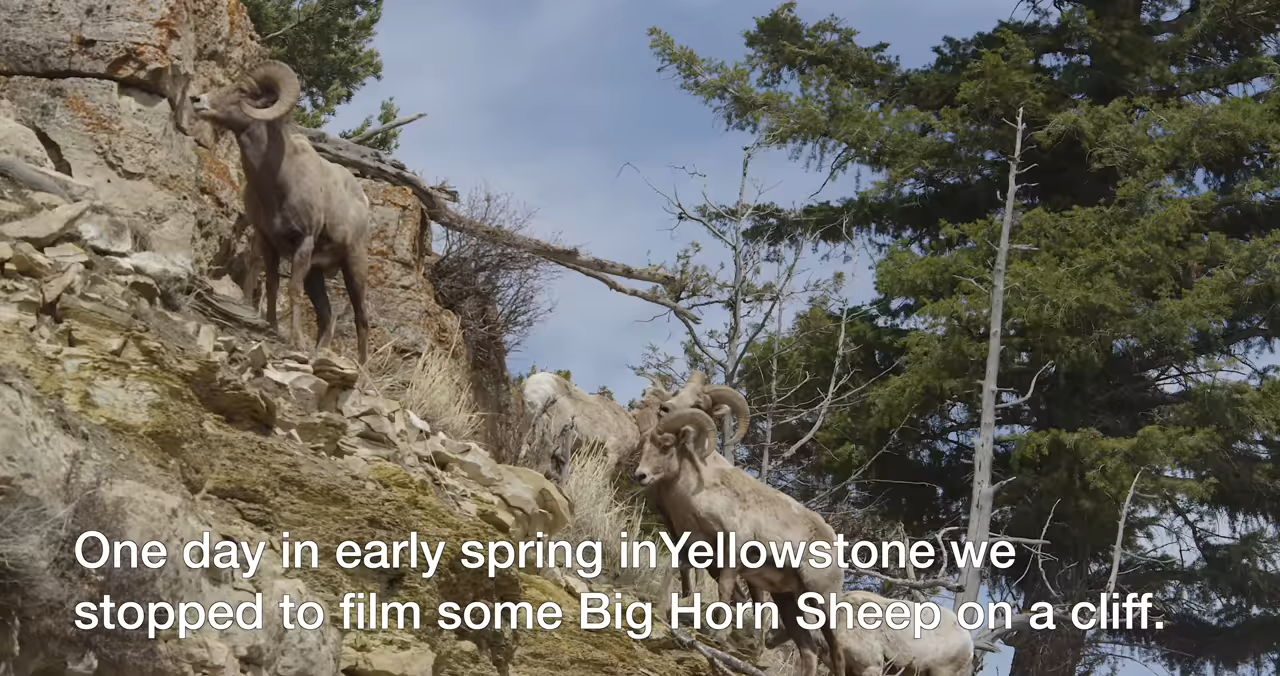 One day in early spring inYellowstone we
stopped to film some Big Horn Sheep on a cliff.